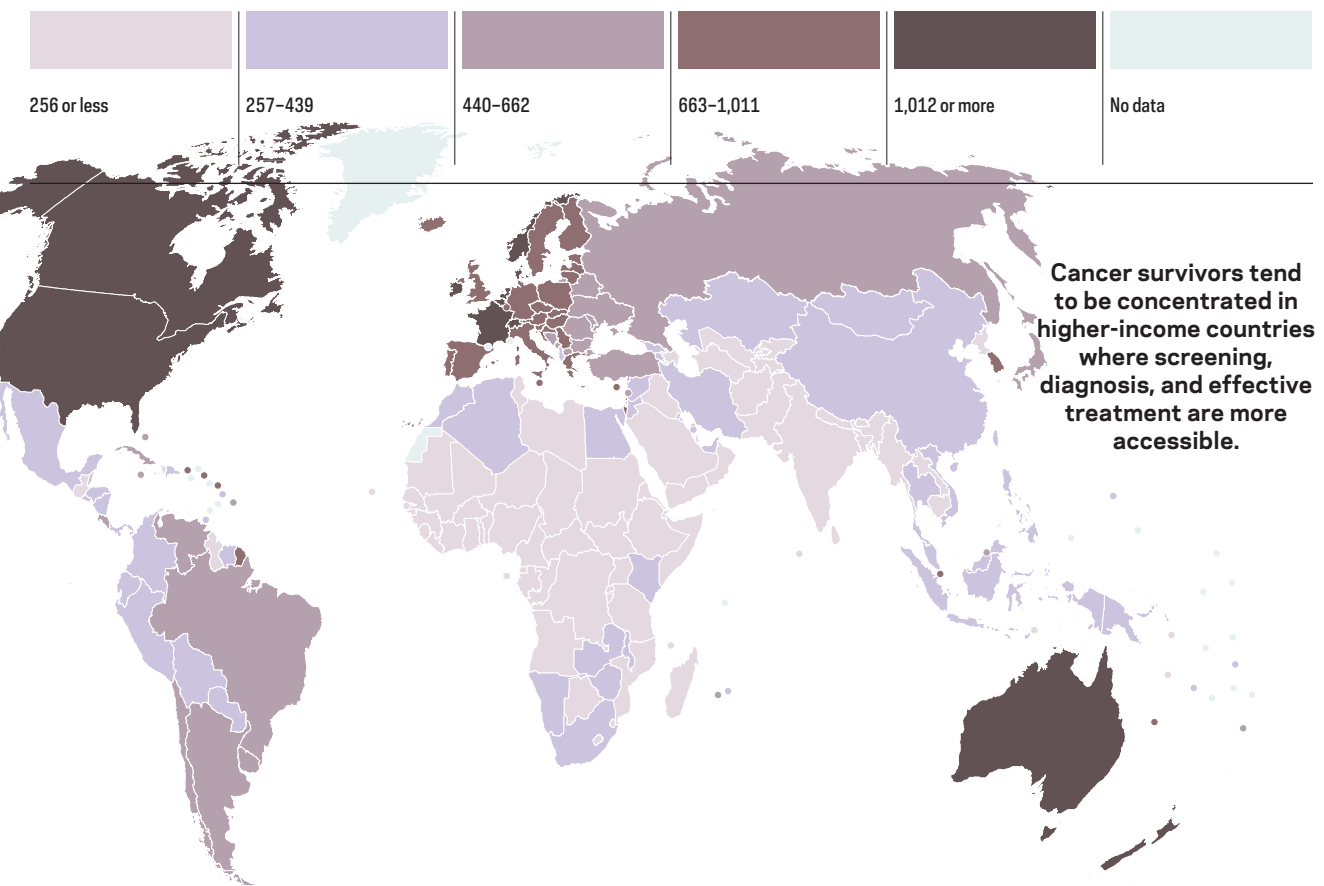 256 or less
257–439
440–662
663–1,011
1,012 or more
No data
Cancer survivors tend
to be concentrated in
higher-income countries
where screening,
diagnosis, and effective
treatment are more
accessible.